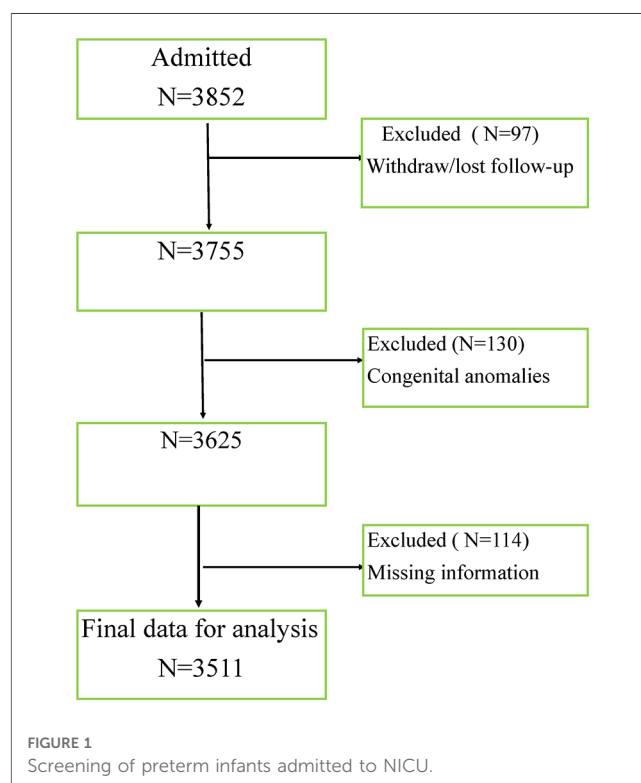 Admitted
N=3852
Excluded ( N=97)
Withdraw/lost follow-up
N=3755
Excluded (N=130)
Congenital anomalies
N=3625
Excluded ( N=114)
Missing information
Final data for analysis
N=3511
FIGURE 1
Screening of preterm infants admitted to NICU.